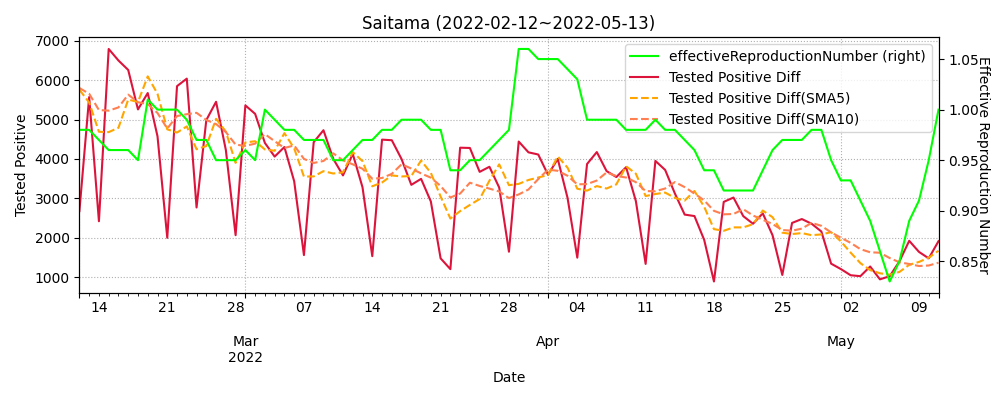 Saitama (2022-02-12~2022-05-13)
7000
6000
5000
4000
3000
2000
1000
Tested Positive
effectiveReproductionNumber (right)
Tested Positive Diff
Tested Positive Diff(SMA5)
Tested Positive Diff(SMA10)
1.05
1.00
0.95
0.90
0.85
Effective Reproduction Number
14 21 28 07 14 21 28 04 11 18 25 02 09
Mar Apr May
2022
Date